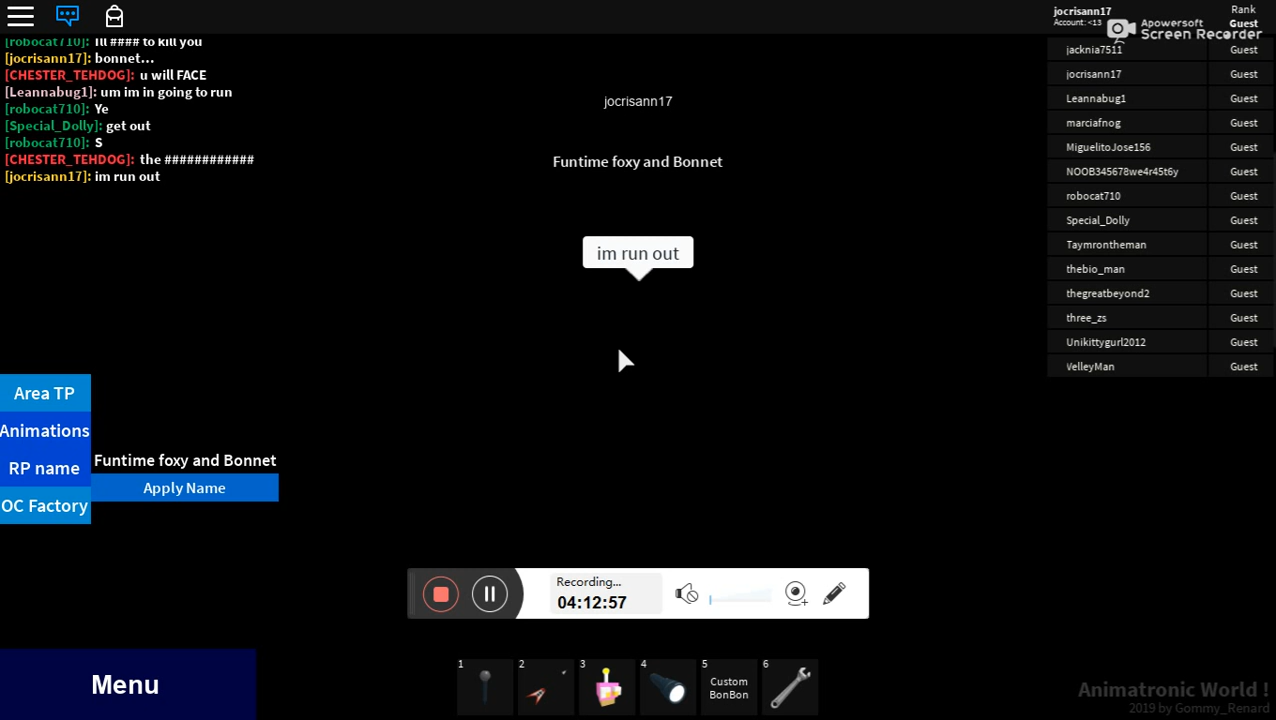 [robocat710]: Ill #### to kill you
[jocrisann17]: bonnet...
[CHESTER_TEHDOG]: u will FACE
[Leannabug1]: um im in going to run
[robocat710]: Ye
[Special_Dolly]: get out
[robocat710]: S
[CHESTER_TEHDOG]: the ############
[jocrisann17]: im run out
jocrisann17
Funtime foxy and Bonnet
im run out
jocrisann17
Account: <13
Rank
Guest
Apowersoft
Screen Recorder
jacknia7511 Guest
jocrisann17 Guest
Leannabug1 Guest
marciafnog Guest
MiguelitoJose156 Guest
NOOB345678we4r45t6y Guest
robocat710 Guest
Special_Dolly Guest
Taymrontheman Guest
thebio_man Guest
thegreatbeyond2 Guest
three_zs Guest
Unikittygurl2012 Guest
VelleyMan Guest
Area TP
Animations
RP name
OC Factory
Funtime foxy and Bonnet
Apply Name
Recording...
04:12:57
Menu
1
2
3
4
5
Custom
BonBon
6
Animatronic World !
2019 by Gommy_Renard